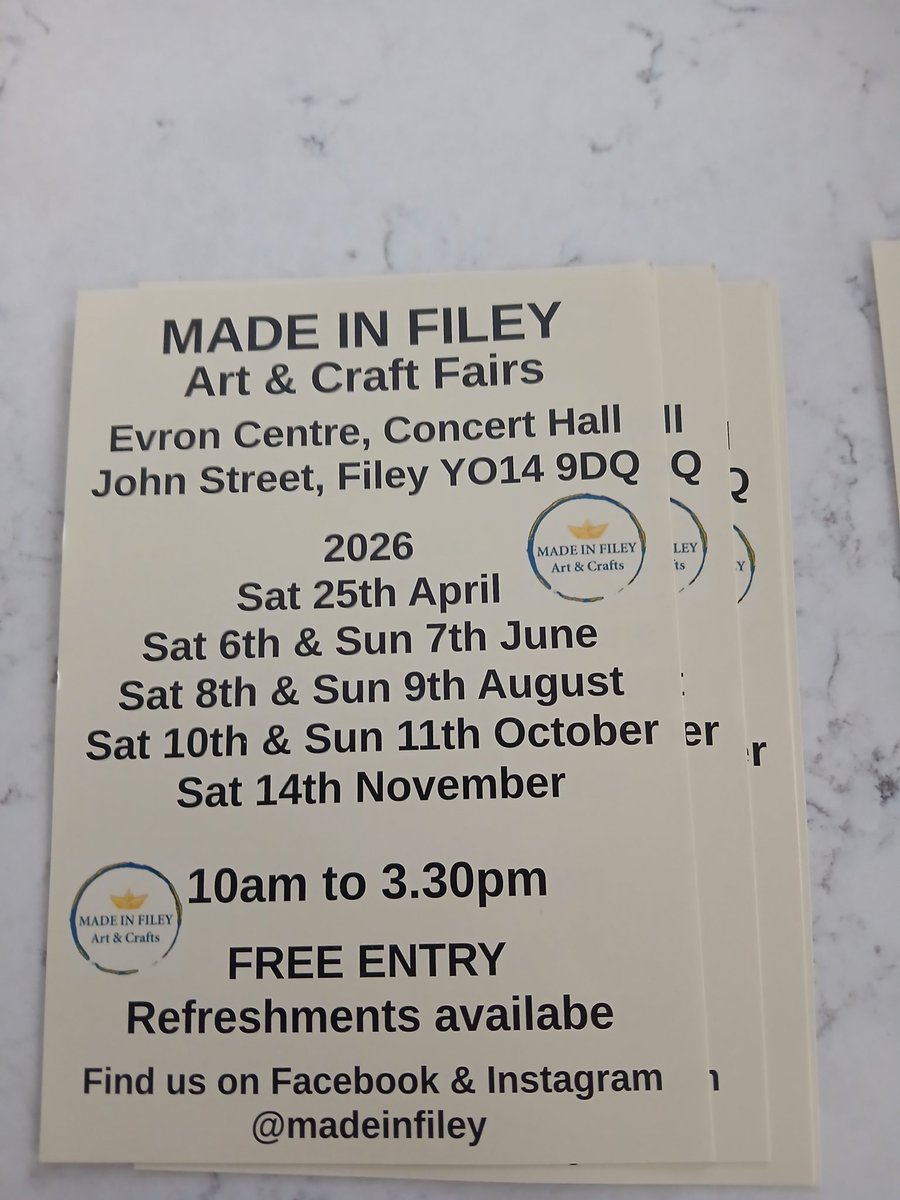 MADE IN FILEY
Art & Craft Fairs
Evron Centre, Concert Hall
John Street, Filey YO14 9DQ
MADE IN FILEY
Art & Crafts
2026
Sat 25th April
Sat 6th & Sun 7th June
Sat 8th & Sun 9th August
Sat 10th & Sun 11th October
Sat 14th November
10am to 3.30pm
MADE IN FILEY
Art & Crafts
FREE ENTRY
Refreshments availabe
Find us on Facebook & Instagram
@madeinfiley